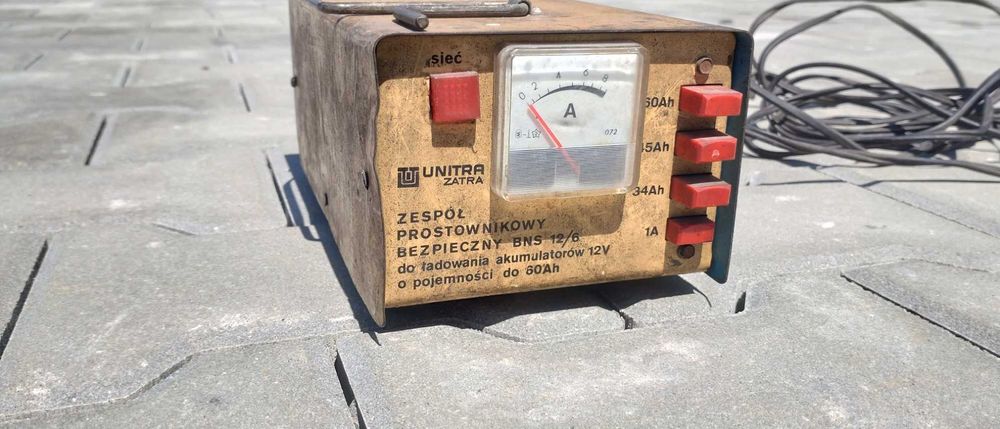 sieć
0 2 4 6 8
A
072
60Ah
45Ah
34Ah
1A
UNITRA
ZATRA
ZESPÓŁ
PROSTOWNIKOWY
BEZPIECZNY BNS 12/6
do ładowania akumulatorów 12V
o pojemności do 60Ah